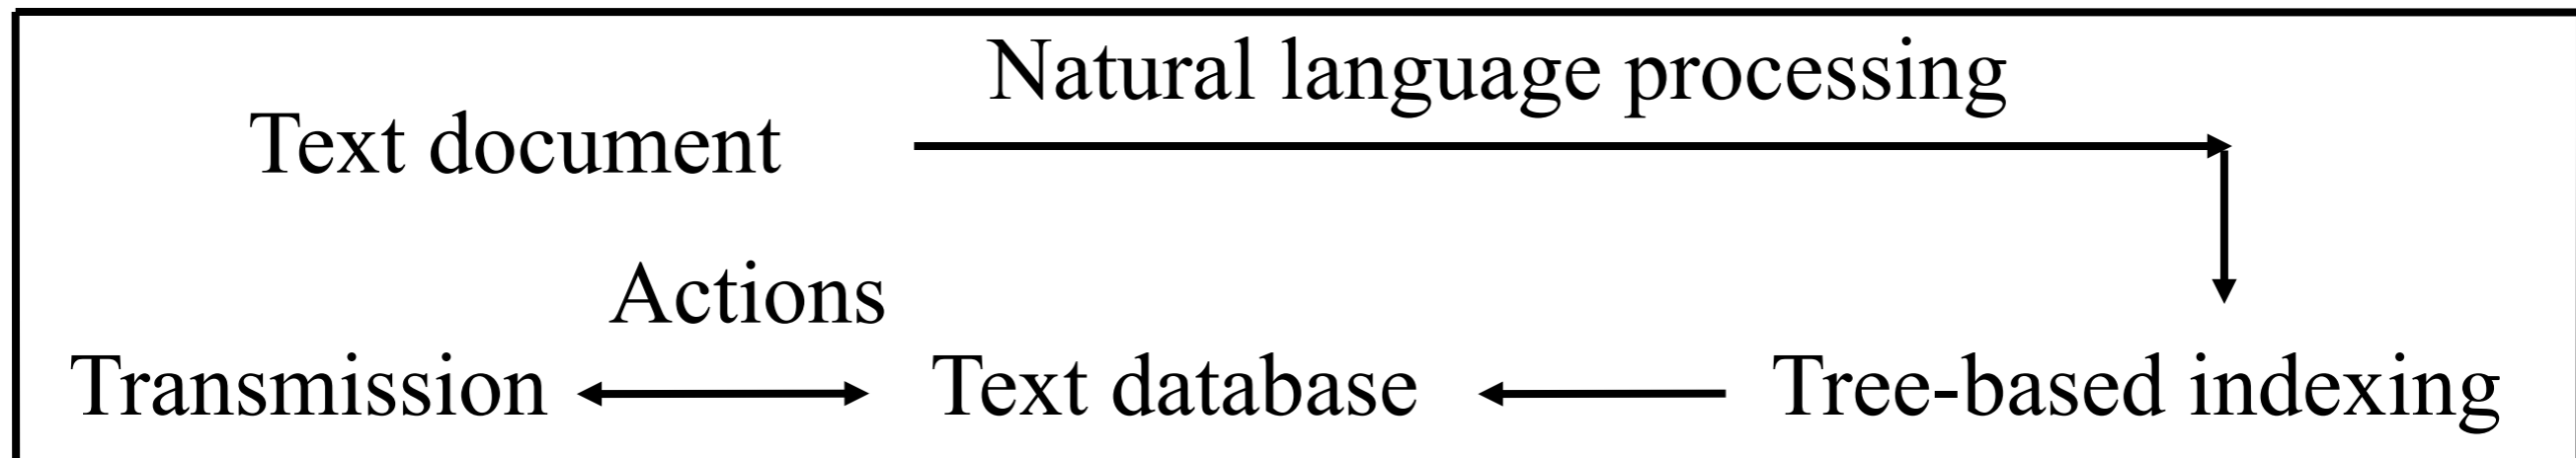 Natural language processing
Text document
Actions
Transmission
Text database
Tree-based indexing